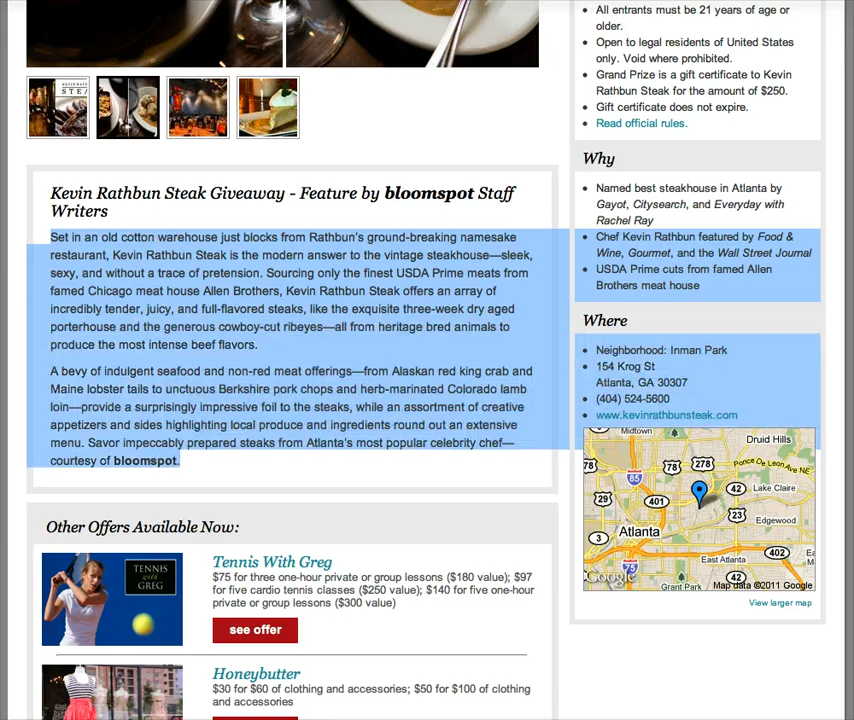 KEVIN RATH
STE
Kevin Rathbun Steak Giveaway - Feature by bloomspot Staff
Writers
Set in an old cotton warehouse just blocks from Rathbun's ground-breaking namesake
restaurant, Kevin Rathbun Steak is the modern answer to the vintage steakhouse—sleek,
sexy, and without a trace of pretension. Sourcing only the finest USDA Prime meats from
famed Chicago meat house Allen Brothers, Kevin Rathbun Steak offers an array of
incredibly tender, juicy, and full-flavored steaks, like the exquisite three-week dry aged
porterhouse and the generous cowboy-cut ribeyes—all from heritage bred animals to
produce the most intense beef flavors.
A bevy of indulgent seafood and non-red meat offerings—from Alaskan red king crab and
Maine lobster tails to unctuous Berkshire pork chops and herb-marinated Colorado lamb
loin—provide a surprisingly impressive foil to the steaks, while an assortment of creative
appetizers and sides highlighting local produce and ingredients round out an extensive
menu. Savor impeccably prepared steaks from Atlanta's most popular celebrity chef—
courtesy of bloomspot.
Other Offers Available Now:
TENNIS
with
GREG
Tennis With Greg
$75 for three one-hour private or group lessons ($180 value); $97
for five cardio tennis classes ($250 value); $140 for five one-hour
private or group lessons ($300 value)
see offer
Honeybutter
$30 for $60 of clothing and accessories; $50 for $100 of clothing
and accessories
All entrants must be 21 years of age or
older.
Open to legal residents of United States
only. Void where prohibited.
Grand Prize is a gift certificate to Kevin
Rathbun Steak for the amount of $250.
Gift certificate does not expire.
Read official rules.
Why
Named best steakhouse in Atlanta by
Gayot, Citysearch, and Everyday with
Rachel Ray
Chef Kevin Rathbun featured by Food &
Wine, Gourmet, and the Wall Street Journal
USDA Prime cuts from famed Allen
Brothers meat house
Where
Neighborhood: Inman Park
154 Krog St
Atlanta, GA 30307
(404) 524-5600
www.kevinrathbunsteak.com
Midtown
Druid Hills
78
78
278
Ponce De Leon Ave NE
85
29
401
42
Lake Claire
23
Edgewood
3
Atlanta
East Atlanta
402
Ea
M
75
Grant Park
42
Google
Map data ©2011 Google
View larger map